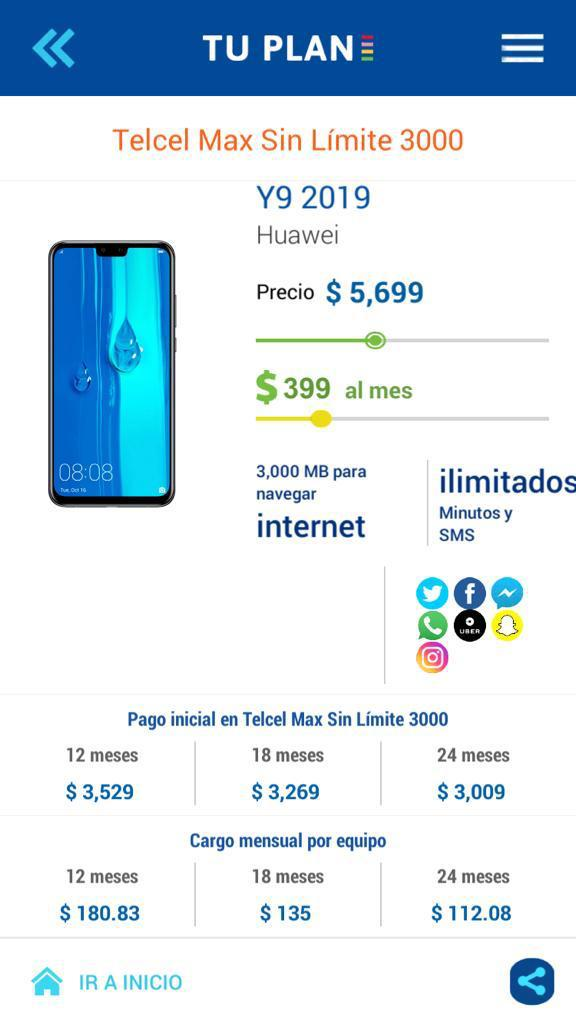 TU PLAN
Telcel Max Sin Límite 3000
Y9 2019
Huawei
Precio $ 5,699
$ 399 al mes
08:08
Tue, Oct 16
3,000 MB para
navegar
internet
ilimitados
Minutos y
SMS
UBER
Pago inicial en Telcel Max Sin Límite 3000
12 meses 18 meses 24 meses
$ 3,529 $ 3,269 $ 3,009
Cargo mensual por equipo
12 meses 18 meses 24 meses
$ 180.83 $ 135 $ 112.08
IR A INICIO